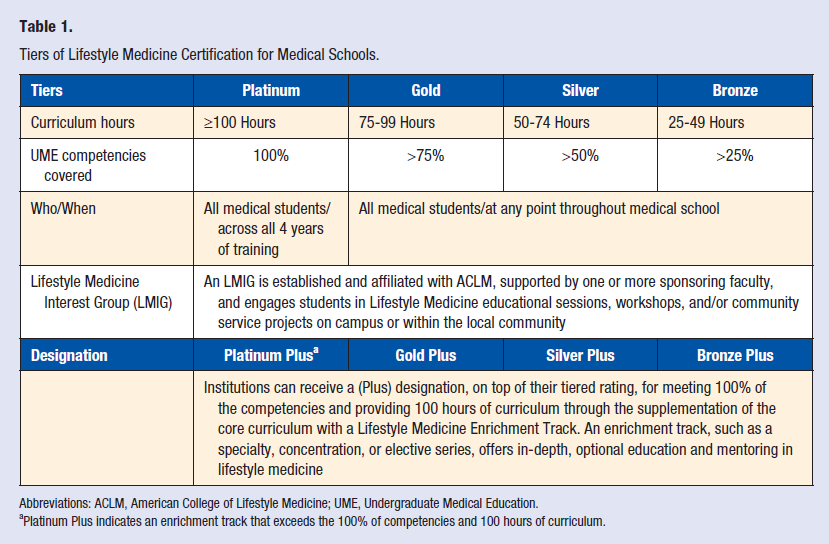 Table 1.
Tiers of Lifestyle Medicine Certification for Medical Schools.
Tiers Platinum Gold Silver Bronze
Curriculum hours ≥100 Hours 75-99 Hours 50-74 Hours 25-49 Hours
UME competencies 100% >75% >50% >25%
covered
Who/When All medical students/ All medical students/at any point throughout medical school
across all 4 years
of training
Lifestyle Medicine An LMIG is established and affiliated with ACLM, supported by one or more sponsoring faculty,
Interest Group (LMIG) and engages students in Lifestyle Medicine educational sessions, workshops, and/or community
service projects on campus or within the local community
Designation Platinum Plusᵃ Gold Plus Silver Plus Bronze Plus
Institutions can receive a (Plus) designation, on top of their tiered rating, for meeting 100% of
the competencies and providing 100 hours of curriculum through the supplementation of the
core curriculum with a Lifestyle Medicine Enrichment Track. An enrichment track, such as a
specialty, concentration, or elective series, offers in-depth, optional education and mentoring in
lifestyle medicine
Abbreviations: ACLM, American College of Lifestyle Medicine; UME, Undergraduate Medical Education.
ᵃPlatinum Plus indicates an enrichment track that exceeds the 100% of competencies and 100 hours of curriculum.